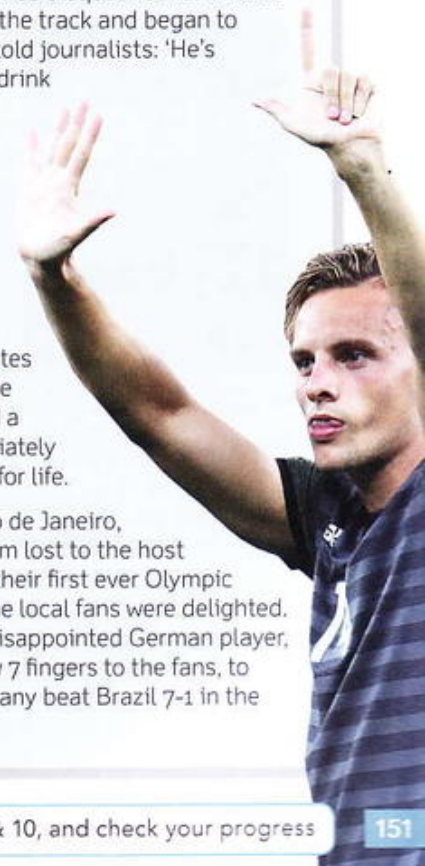 the track and began to
told journalists: ‘He’s
drink
tes
e
a
iately
for life.
de Janeiro,
m lost to the host
their first ever Olympic
e local fans were delighted.
isappointed German player,
7 fingers to the fans, to
any beat Brazil 7-1 in the
& 10, and check your progress
151